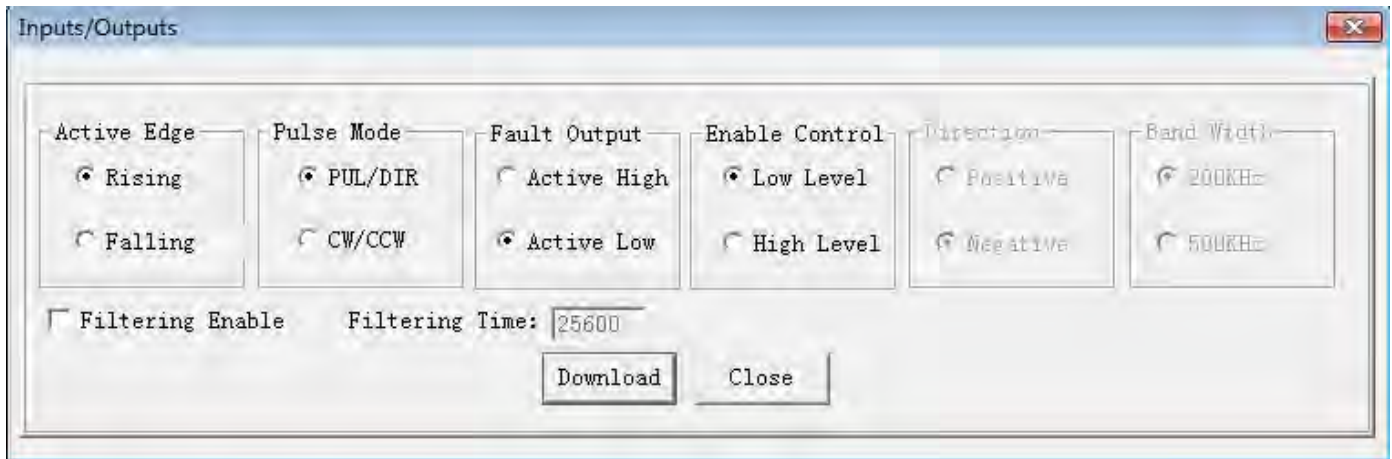 Inputs/Outputs
Active Edge
Rising
Falling
Pulse Mode
PUL/DIR
CW/CCW
Fault Output
Active High
Active Low
Enable Control
Low Level
High Level
Direction
Positive
Negative
Band Width
200KHz
500KHz
Filtering Enable
Filtering Time: 25600
Download
Close